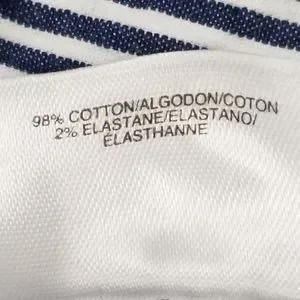 98% COTTON/ALGODON/COTON
2% ELASTANE/ELASTANO/
ÉLASTHANNE